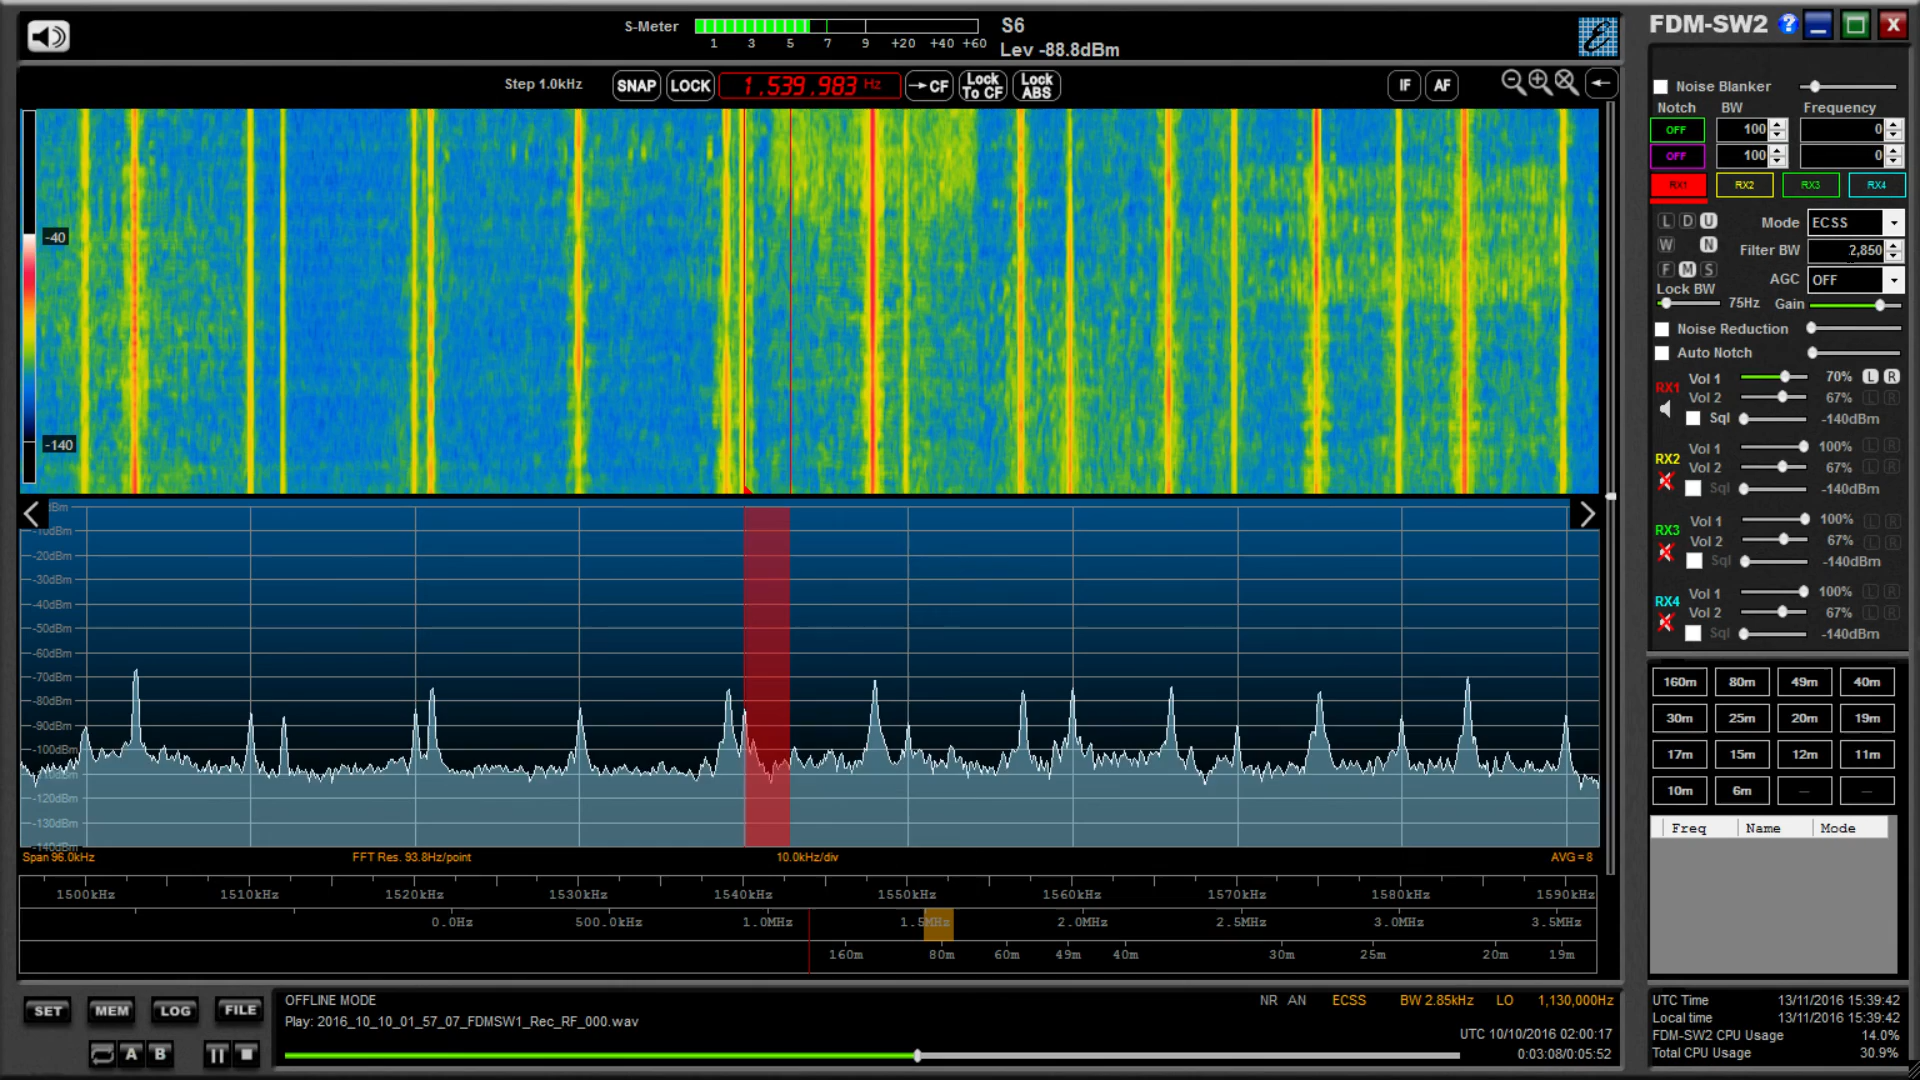 S-Meter
1 3 5 7 9 +20 +40 +60
S6
Lev -88.8dBm
FDM-SW2
Step 1.0kHz
SNAP LOCK 1.539.983 Hz →CF Lock To CF Lock ABS
IF AF
-40
-140
Noise Blanker
Notch BW Frequency
OFF 100 0
OFF 100 0
RX1 RX2 RX3 RX4
L D U Mode ECSS
W N Filter BW 2,850
F M S AGC OFF
Lock BW
75Hz Gain
Noise Reduction
Auto Notch
RX1 Vol 1 70% L R
Vol 2 67% L R
Sql -140dBm
RX2 Vol 1 100% L R
Vol 2 67% L R
Sql -140dBm
RX3 Vol 1 100% L R
Vol 2 67% L R
Sql -140dBm
RX4 Vol 1 100% L R
Vol 2 67% L R
Sql -140dBm
-10dBm
-20dBm
-30dBm
-40dBm
-50dBm
-60dBm
-70dBm
-80dBm
-90dBm
-100dBm
-110dBm
-120dBm
-130dBm
-140dBm
Span 96.0kHz FFT Res. 93.8Hz/point 10.0kHz/div AVG=8
1500kHz 1510kHz 1520kHz 1530kHz 1540kHz 1550kHz 1560kHz 1570kHz 1580kHz 1590kHz
0.0Hz 500.0kHz 1.0MHz 1.5MHz 2.0MHz 2.5MHz 3.0MHz 3.5MHz
160m 80m 60m 49m 40m 30m 25m 20m 19m
160m 80m 49m 40m
30m 25m 20m 19m
17m 15m 12m 11m
10m 6m — —
Freq Name Mode
SET MEM LOG FILE
A B
OFFLINE MODE
Play: 2016_10_10_01_57_07_FDMSW1_Rec_RF_000.wav
NR AN ECSS BW 2.85kHz LO 1,130,000Hz
UTC 10/10/2016 02:00:17
0:03:08/0:05:52
UTC Time 13/11/2016 15:39:42
Local time 13/11/2016 15:39:42
FDM-SW2 CPU Usage 14.0%
Total CPU Usage 30.9%